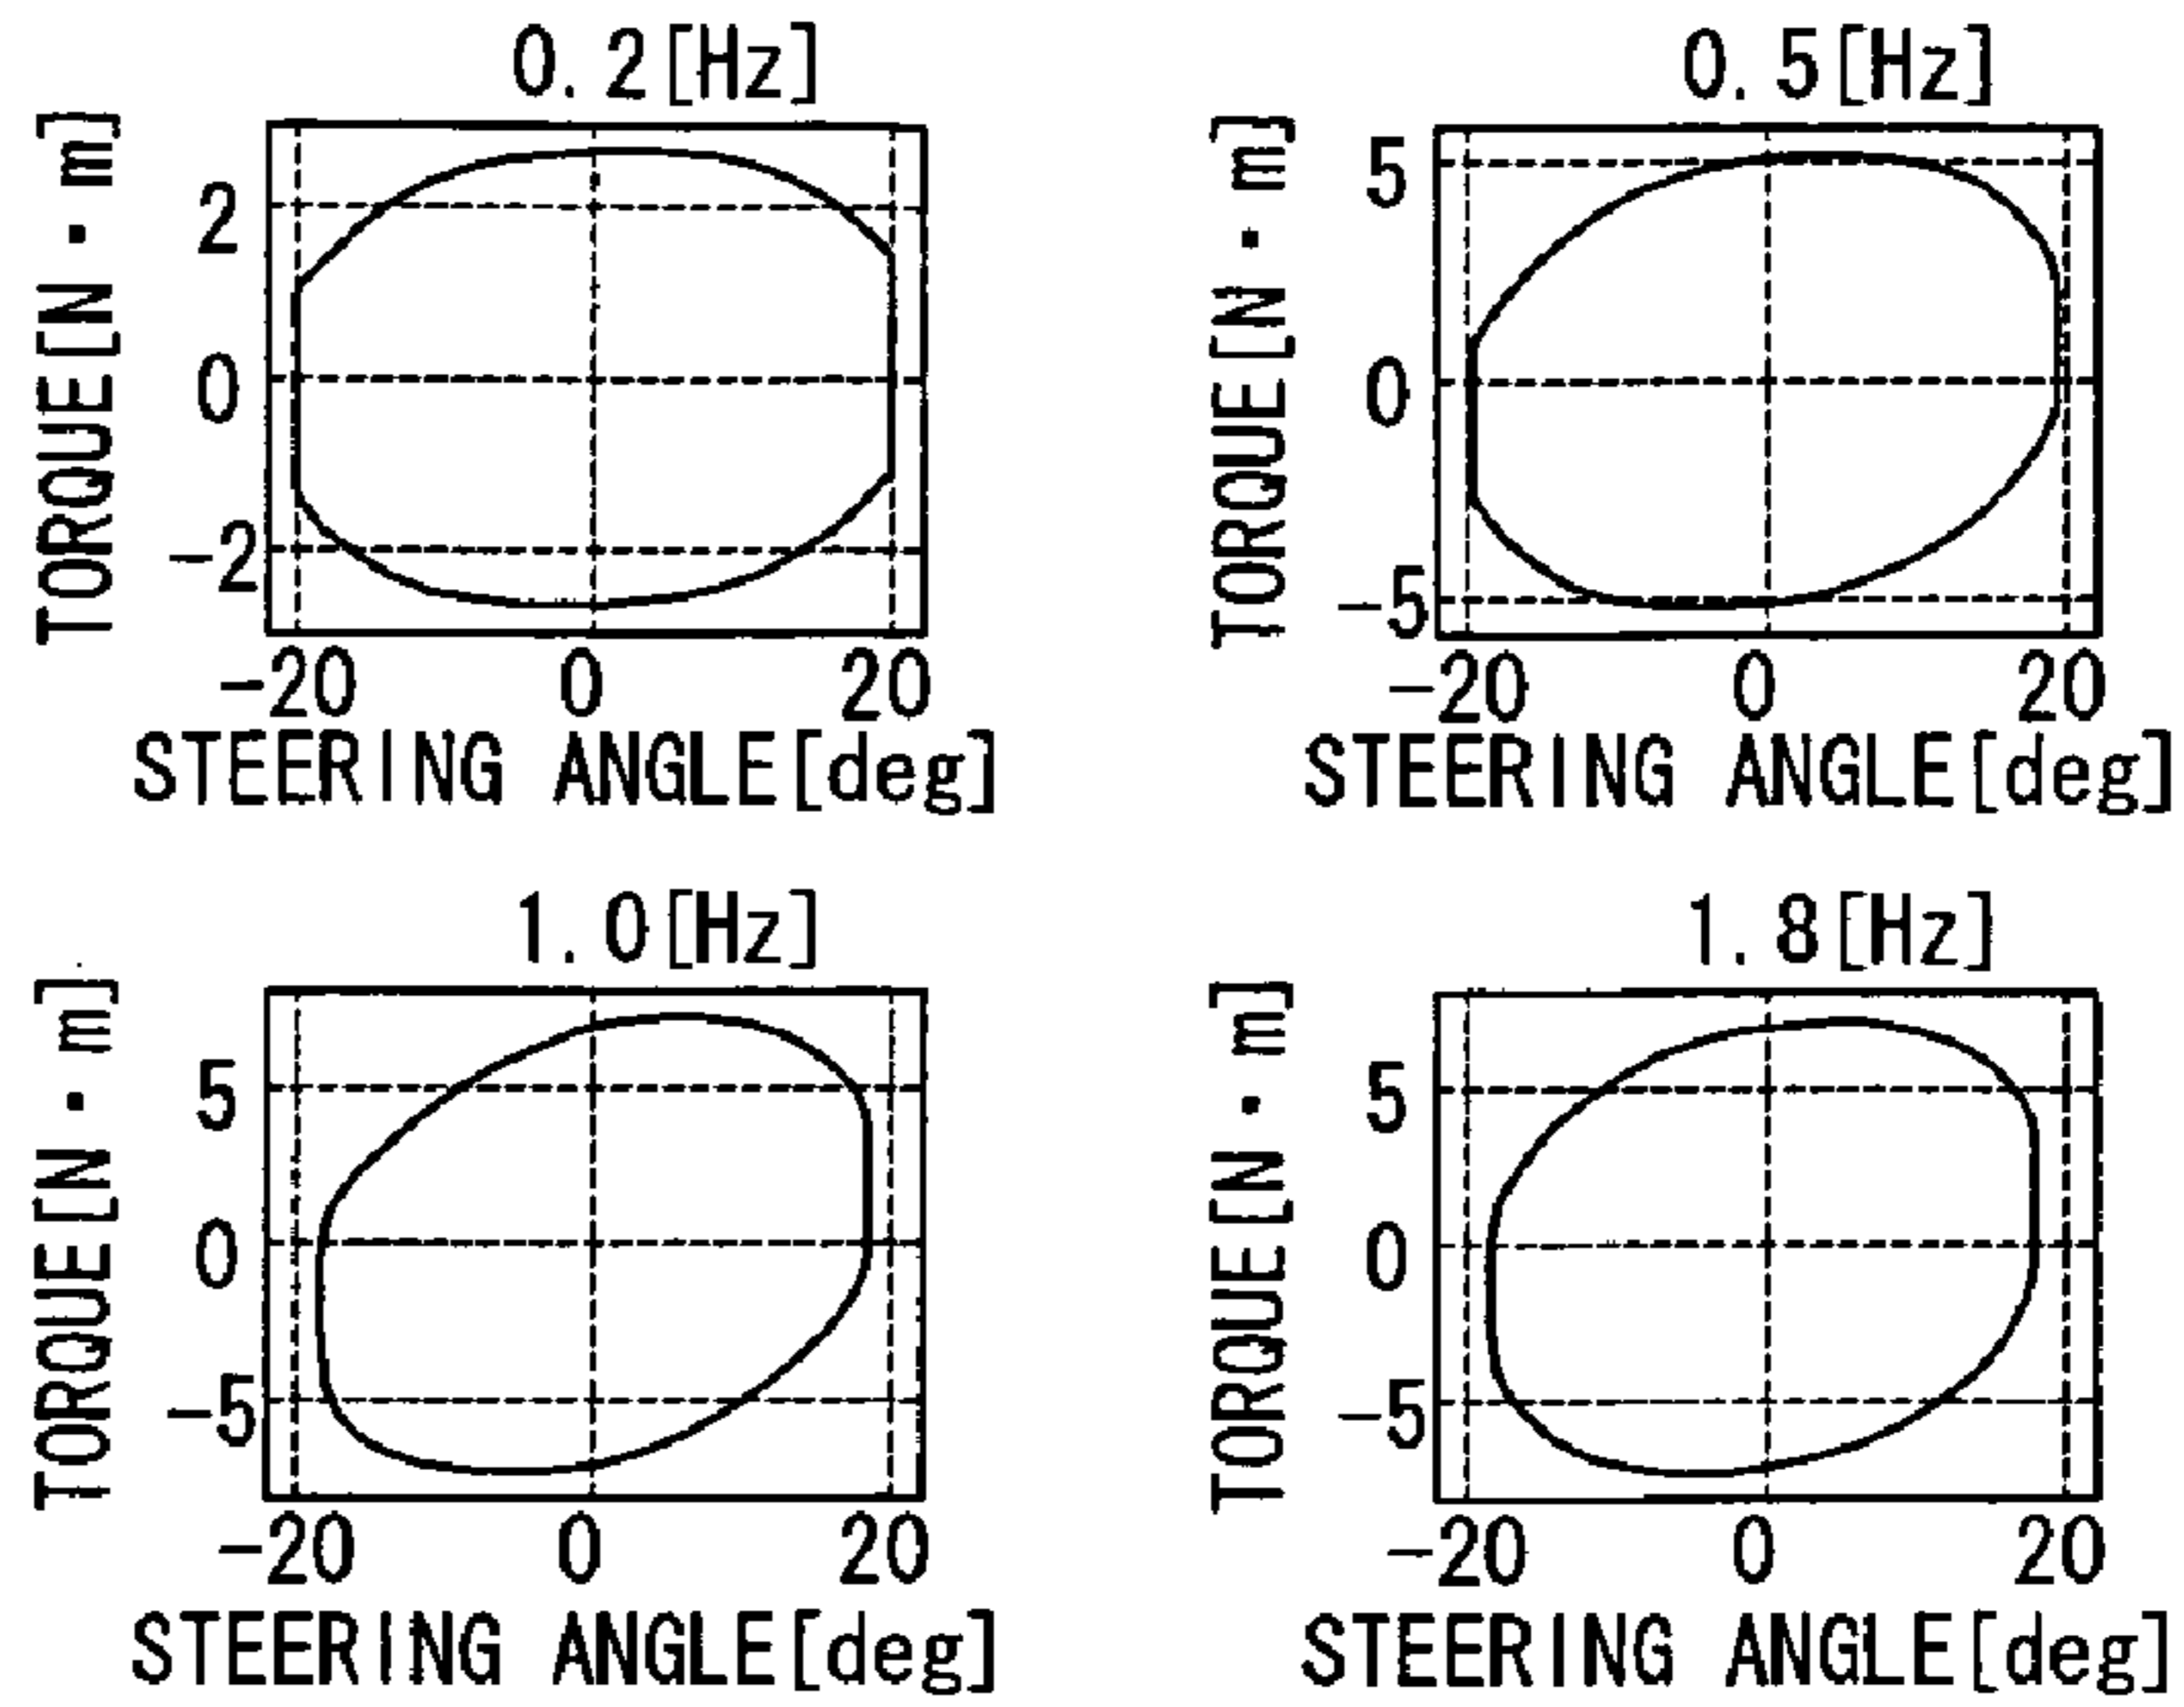 0.2[Hz]
TORQUE[N・m]
2
0
-2
-20 0 20
STEERING ANGLE[deg]
0.5[Hz]
TORQUE[N・m]
5
0
-5
-20 0 20
STEERING ANGLE[deg]
1.0[Hz]
TORQUE[N・m]
5
0
-5
-20 0 20
STEERING ANGLE[deg]
1.8[Hz]
TORQUE[N・m]
5
0
-5
-20 0 20
STEERING ANGLE[deg]